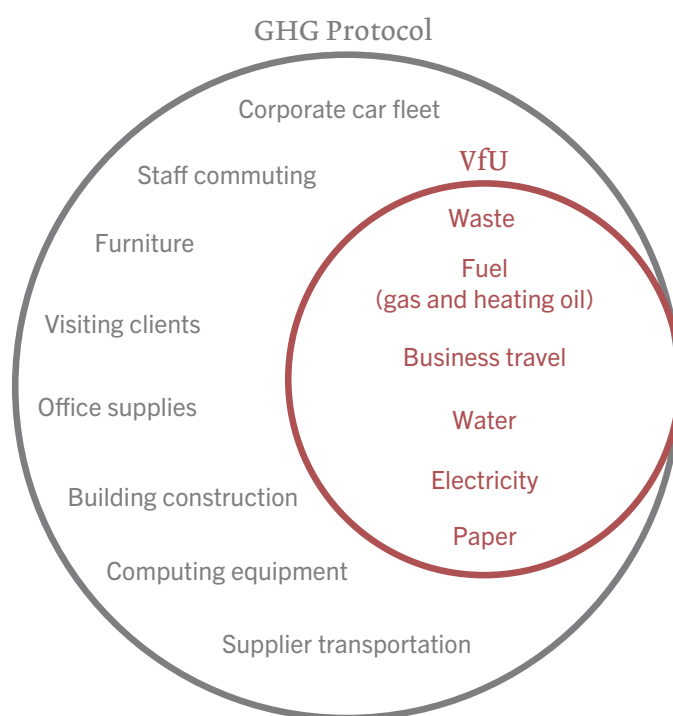 GHG Protocol
Corporate car fleet
VfU
Staff commuting
Waste
Furniture
Fuel
(gas and heating oil)
Visiting clients
Business travel
Office supplies
Water
Electricity
Building construction
Paper
Computing equipment
Supplier transportation